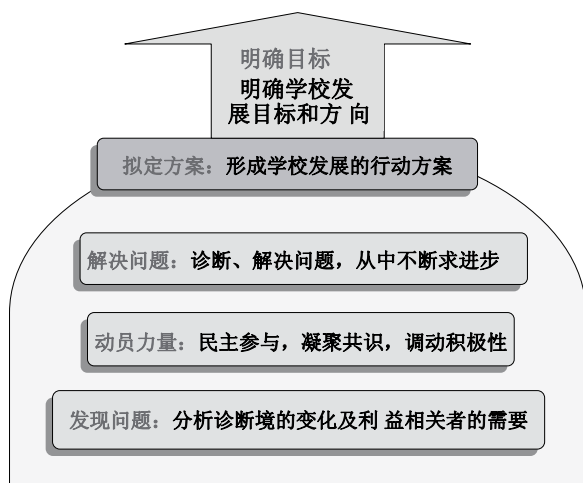 明确目标
明确学校发
展目标和方 向
拟定方案：形成学校发展的行动方案
解决问题：诊断、解决问题，从中不断求进步
动员力量：民主参与，凝聚共识，调动积极性
发现问题：分析诊断境的变化及利 益相关者的需要